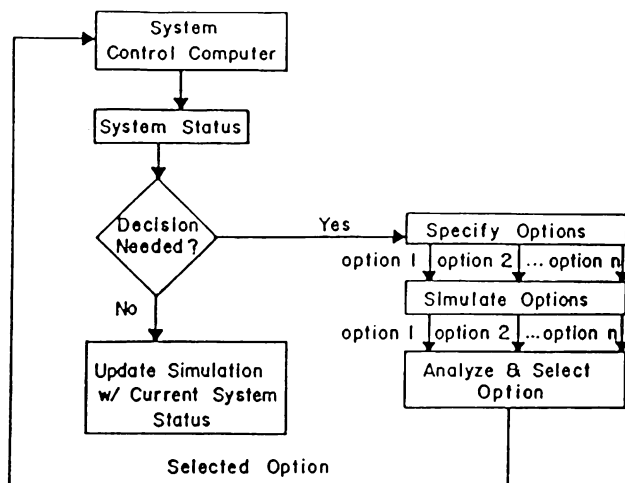 System
Control Computer
System Status
Decision
Needed?
Yes
No
Specify Options
option 1 option 2 ... option n
Simulate Options
option 1 option 2 ... option n
Analyze & Select
Option
Update Simulation
w/ Current System
Status
Selected Option